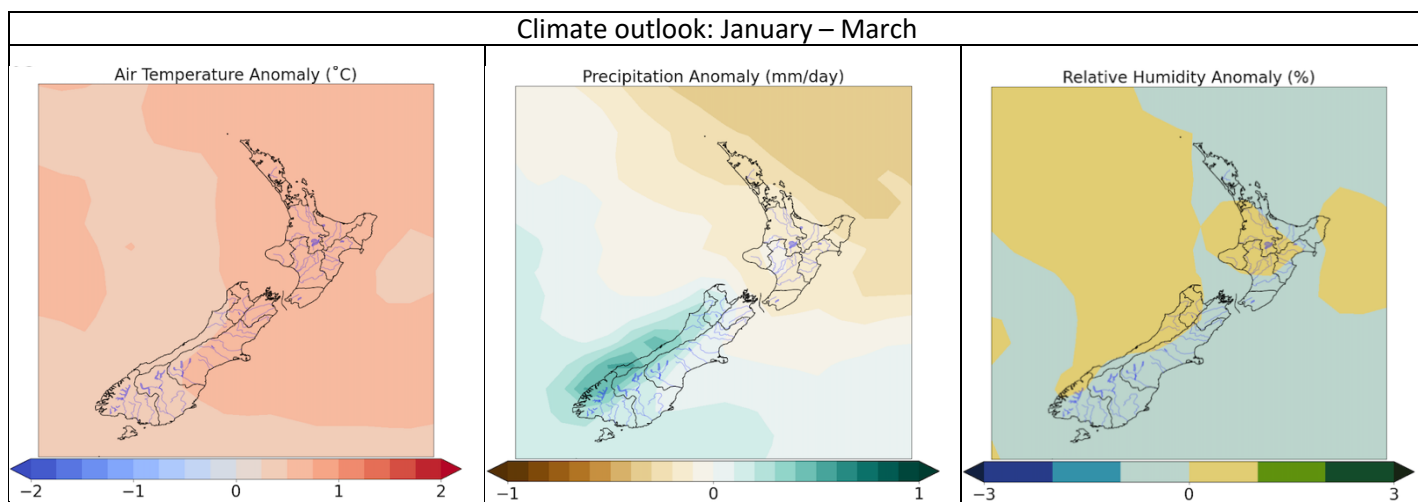 Climate outlook: January – March
Air Temperature Anomaly (˚C)
−2 −1 0 1 2
Precipitation Anomaly (mm/day)
−1 0 1
Relative Humidity Anomaly (%)
−3 0 3